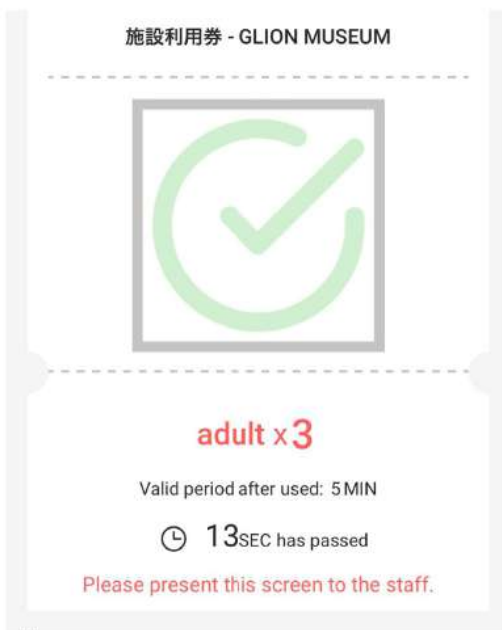 施設利用券 - GLION MUSEUM
adult x3
Valid period after used: 5MIN
13SEC has passed
Please present this screen to the staff.